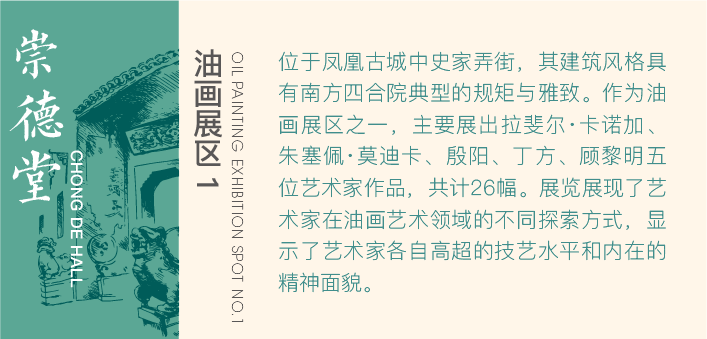 崇德堂
CHONG DE HALL
油画展区 1
OIL PAINTING EXHIBITION SPOT NO.1
位于凤凰古城中史家弄街，其建筑风格具
有南方四合院典型的规矩与雅致。作为油
画展区之一，主要展出拉斐尔·卡诺加、
朱塞佩·莫迪卡、殷阳、丁方、顾黎明五
位艺术家作品，共计26幅。展览展现了艺
术家在油画艺术领域的不同探索方式，显
示了艺术家各自高超的技艺水平和内在的
精神面貌。